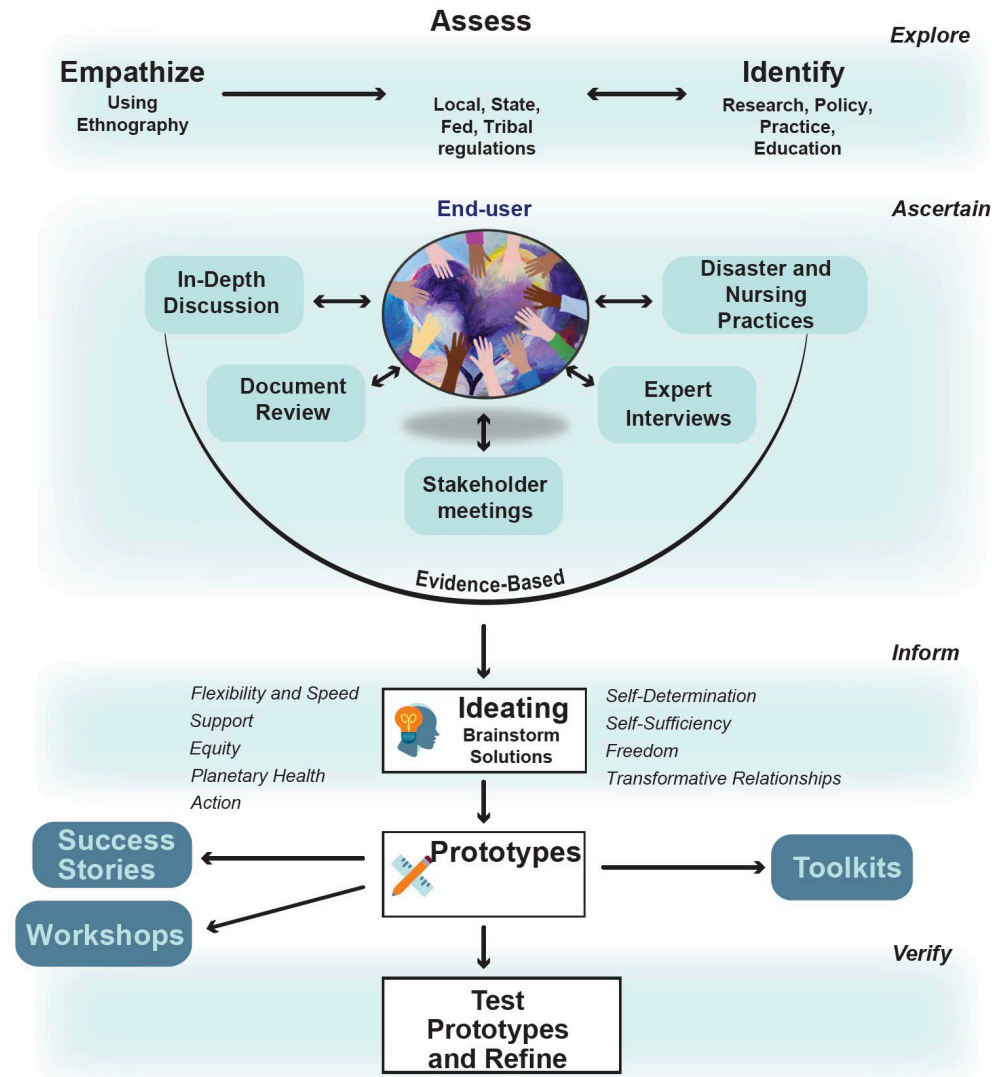 Assess
Explore
Empathize
Using
Ethnography
Local, State,
Fed, Tribal
regulations
Identify
Research, Policy,
Practice,
Education
Ascertain
End-user
In-Depth
Discussion
Disaster and
Nursing
Practices
Document
Review
Expert
Interviews
Stakeholder
meetings
Evidence-Based
Inform
Flexibility and Speed
Support
Equity
Planetary Health
Action
Ideating
Brainstorm
Solutions
Self-Determination
Self-Sufficiency
Freedom
Transformative Relationships
Success
Stories
Workshops
Prototypes
Toolkits
Verify
Test
Prototypes
and Refine